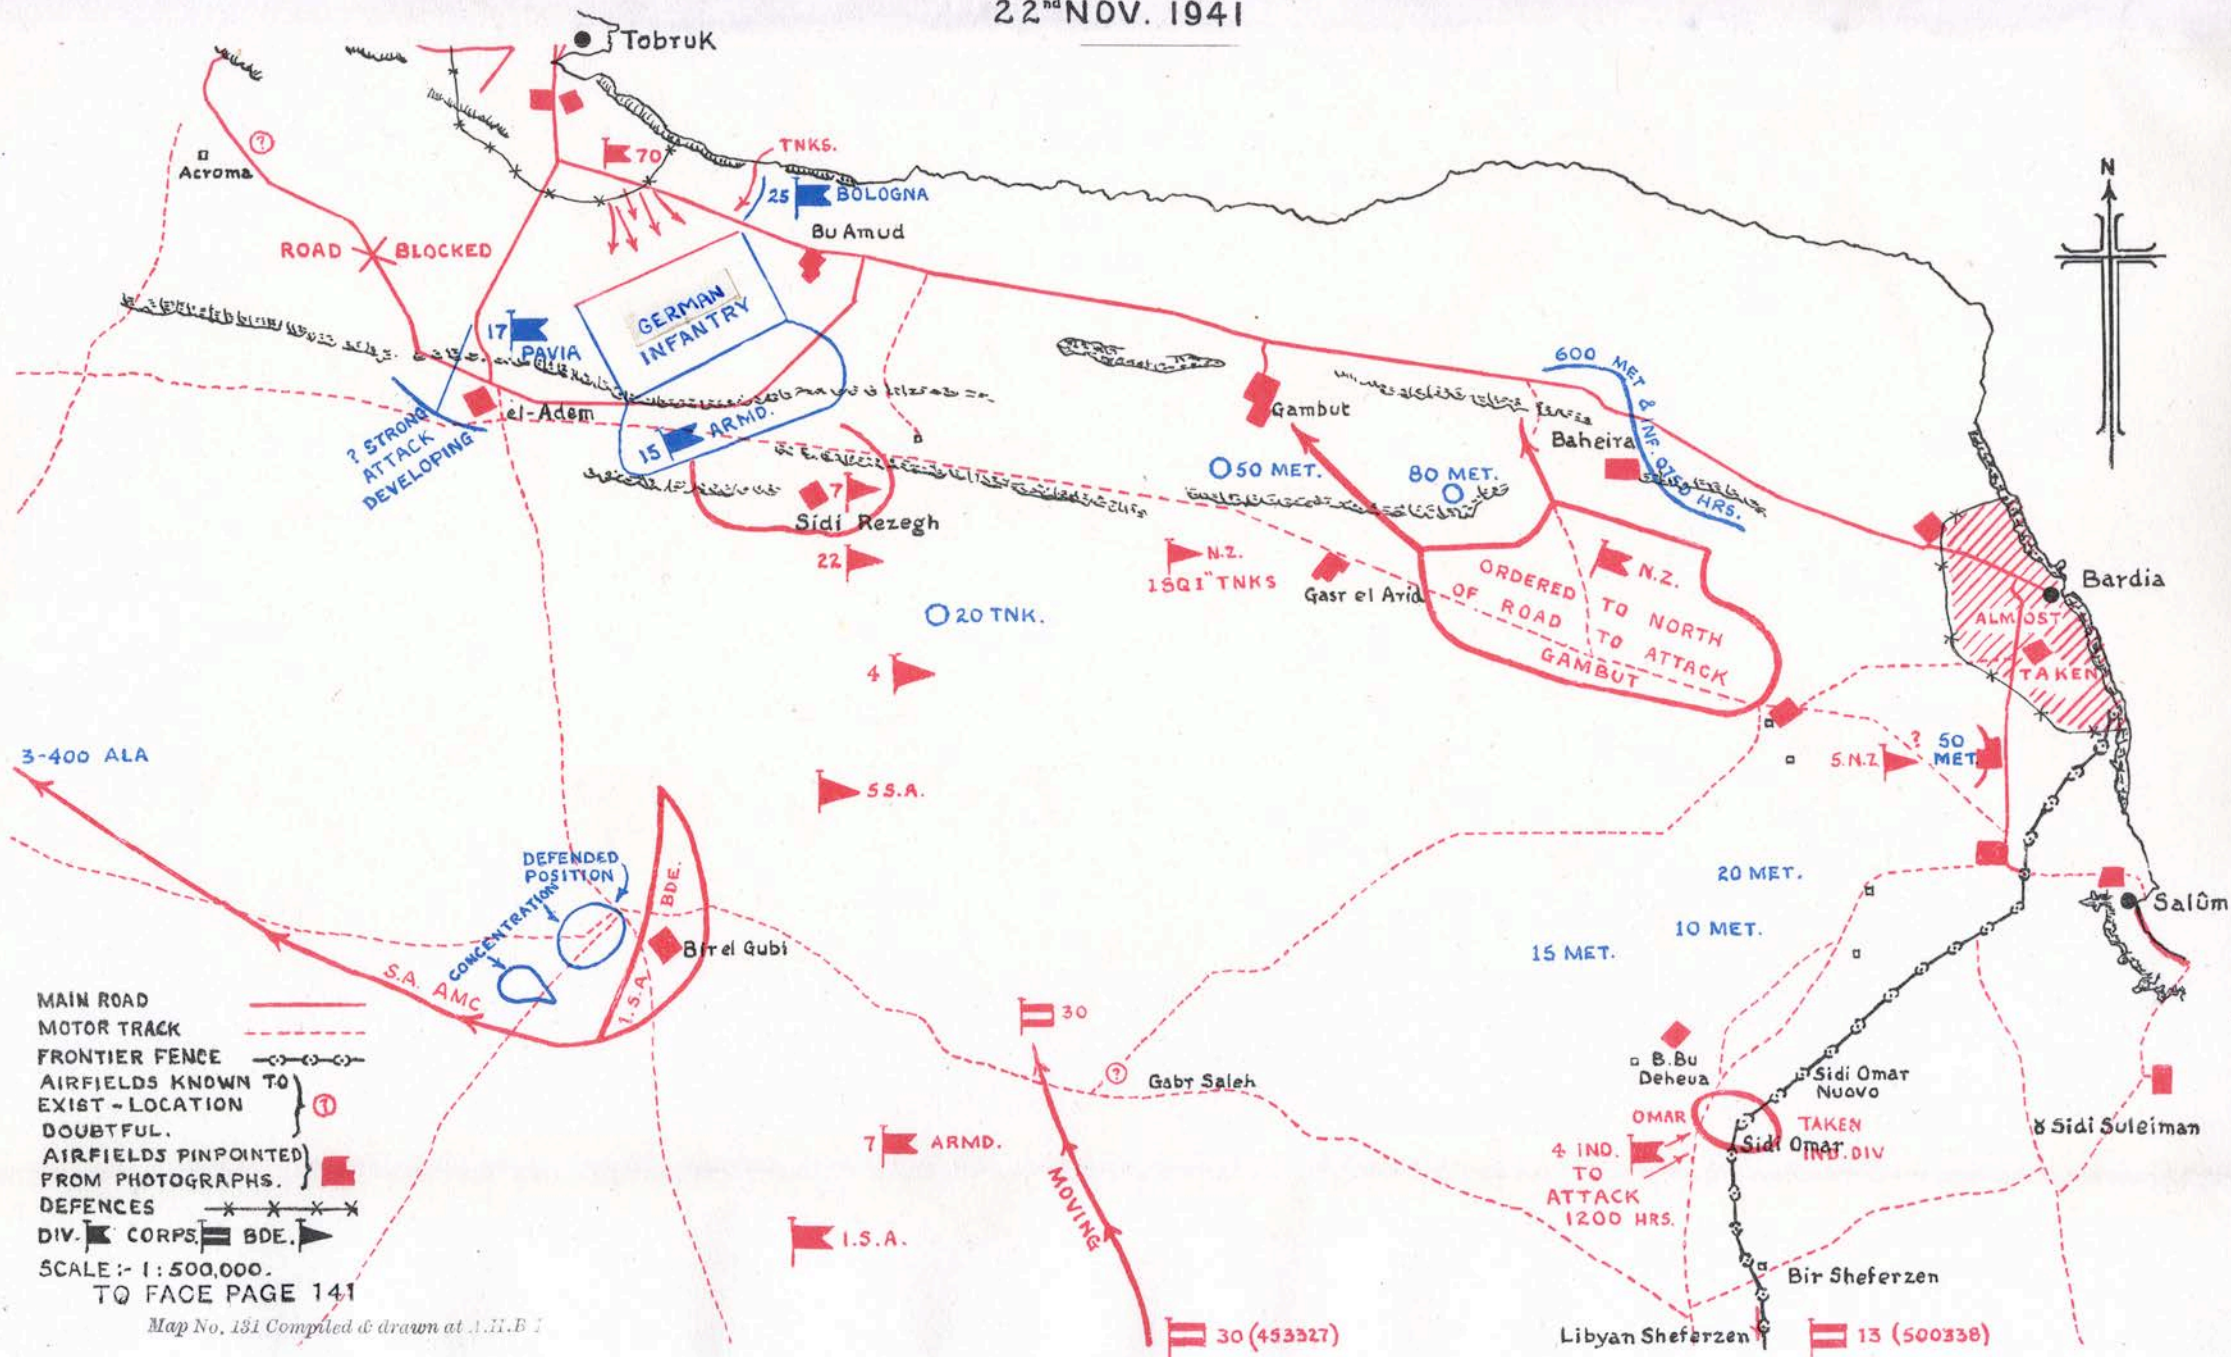 22nd NOV. 1941
Tobruk
TNKS.
70
25 BOLOGNA
Acroma
Bu Amud
N
ROAD BLOCKED
GERMAN
INFANTRY
17
PAVIA
600 MET & INF. 0750 HRS.
el-Adem
Gambut
Baheira
? STRONG
ATTACK
DEVELOPING
15 ARMD.
50 MET.
80 MET.
7
Sidi Rezegh
22
N.Z.
1 SQ "I" TNKS
Gasr el Arid
N.Z.
ORDERED TO NORTH
OF ROAD TO ATTACK
GAMBUT
Bardia
ALMOST
TAKEN
20 TNK.
4
3-400 ALA
5 S.A.
5.N.Z
? 50
MET.
DEFENDED
POSITION
CONCENTRATION
BDE.
I.S.A.
Bir el Gubi
20 MET.
10 MET.
15 MET.
Salûm
S.A. AMC
30
MAIN ROAD
MOTOR TRACK
FRONTIER FENCE
AIRFIELDS KNOWN TO
EXIST - LOCATION
DOUBTFUL.
?
AIRFIELDS PINPOINTED
FROM PHOTOGRAPHS.
DEFENCES
DIV. CORPS. BDE.
SCALE:- 1:500,000.
TO FACE PAGE 141
Map No. 131 Compiled & drawn at A.H.B
?
Gabr Saleh
B.Bu
Deheua
Sidi Omar
Nuovo
OMAR
TAKEN
Sidi Omar
IND. DIV
Sidi Suleiman
4 IND.
TO
ATTACK
1200 HRS.
7 ARMD.
MOVING
I.S.A.
Bir Sheferzen
30 (453327)
Libyan Sheferzen
13 (500338)
?